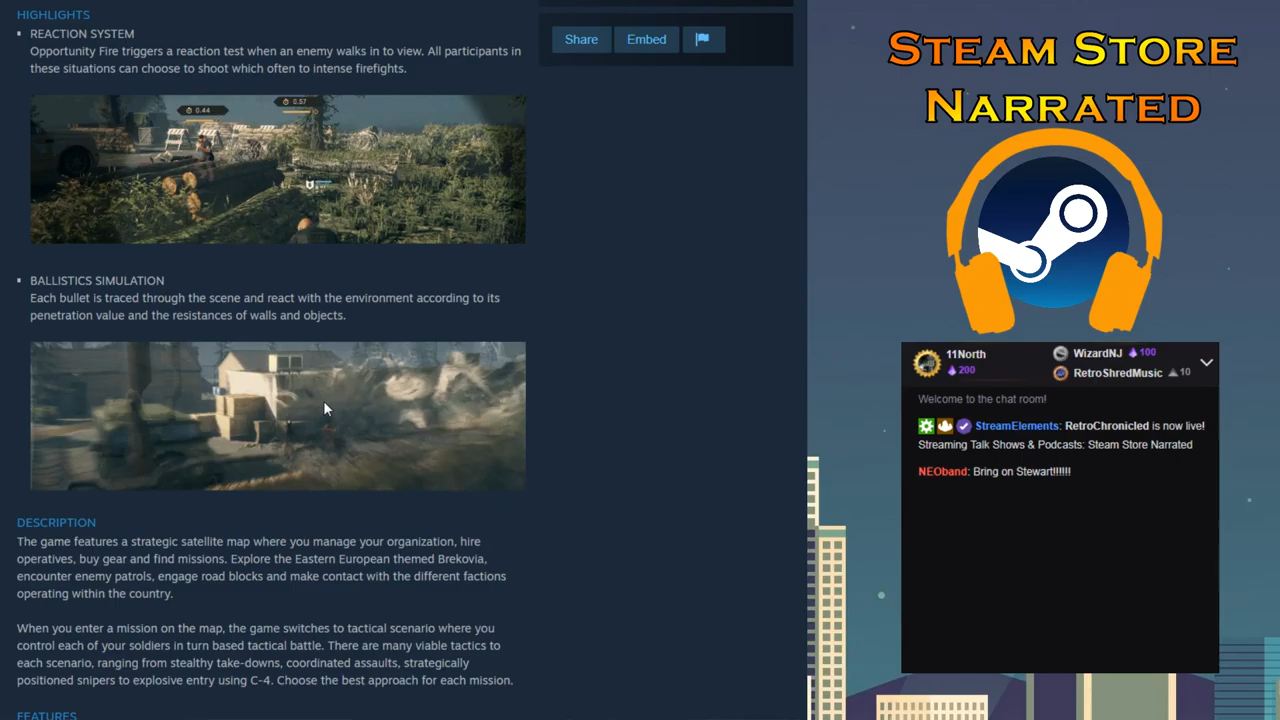 HIGHLIGHTS
REACTION SYSTEM
Opportunity Fire triggers a reaction test when an enemy walks in to view. All participants in
these situations can choose to shoot which often to intense firefights.
0.44
0.57
BALLISTICS SIMULATION
Each bullet is traced through the scene and react with the environment according to its
penetration value and the resistances of walls and objects.
DESCRIPTION
The game features a strategic satellite map where you manage your organization, hire
operatives, buy gear and find missions. Explore the Eastern European themed Brekovia,
encounter enemy patrols, engage road blocks and make contact with the different factions
operating within the country.
When you enter a mission on the map, the game switches to tactical scenario where you
control each of your soldiers in turn based tactical battle. There are many viable tactics to
each scenario, ranging from stealthy take-downs, coordinated assaults, strategically
positioned snipers to explosive entry using C-4. Choose the best approach for each mission.
FEATURES
Share Embed
STEAM STORE
NARRATED
11North
200
WizardNJ 100
RetroShredMusic 10
Welcome to the chat room!
StreamElements: RetroChronicled is now live!
Streaming Talk Shows & Podcasts: Steam Store Narrated
NEOband: Bring on Stewart!!!!!!